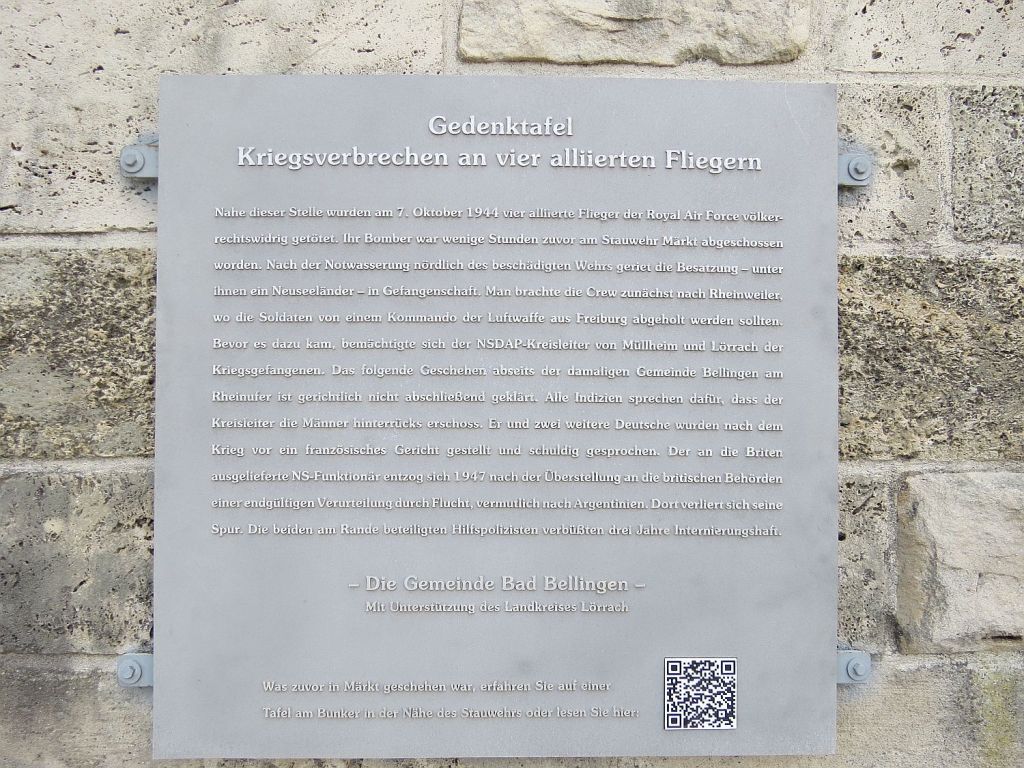 Gedenktafel
Kriegsverbrechen an vier alliierten Fliegern
Nahe dieser Stelle wurden am 7. Oktober 1944 vier alliierte Flieger der Royal Air Force völker-
rechtswidrig getötet. Ihr Bomber war wenige Stunden zuvor am Stauwehr Märkt abgeschossen
worden. Nach der Notwasserung nördlich des beschädigten Wehrs geriet die Besatzung – unter
ihnen ein Neuseeländer – in Gefangenschaft. Man brachte die Crew zunächst nach Rheinweiler,
wo die Soldaten von einem Kommando der Luftwaffe aus Freiburg abgeholt werden sollten.
Bevor es dazu kam, bemächtigte sich der NSDAP-Kreisleiter von Müllheim und Lörrach der
Kriegsgefangenen. Das folgende Geschehen abseits der damaligen Gemeinde Bellingen am
Rheinufer ist gerichtlich nicht abschließend geklärt. Alle Indizien sprechen dafür, dass der
Kreisleiter die Männer hinterrücks erschoss. Er und zwei weitere Deutsche wurden nach dem
Krieg vor ein französisches Gericht gestellt und schuldig gesprochen. Der an die Briten
ausgelieferte NS-Funktionär entzog sich 1947 nach der Überstellung an die britischen Behörden
einer endgültigen Verurteilung durch Flucht, vermutlich nach Argentinien. Dort verliert sich seine
Spur. Die beiden am Rande beteiligten Hilfspolizisten verbüßten drei Jahre Internierungshaft.
– Die Gemeinde Bad Bellingen –
Mit Unterstützung des Landkreises Lörrach
Was zuvor in Märkt geschehen war, erfahren Sie auf einer
Tafel am Bunker in der Nähe des Stauwehrs oder lesen Sie hier: